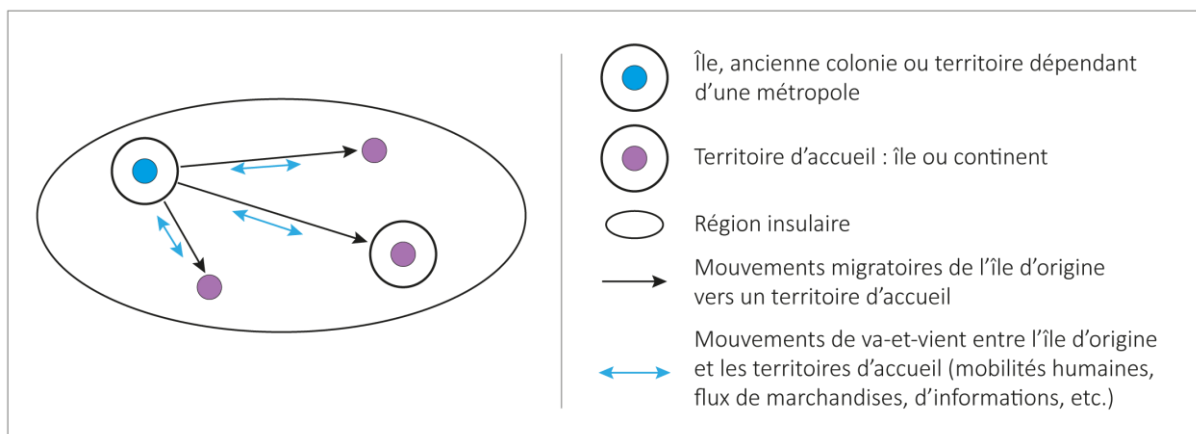 Île, ancienne colonie ou territoire dépendant
d'une métropole
Territoire d'accueil : île ou continent
Région insulaire
Mouvements migratoires de l'île d'origine
vers un territoire d'accueil
Mouvements de va-et-vient entre l'île d'origine
et les territoires d'accueil (mobilités humaines,
flux de marchandises, d'informations, etc.)